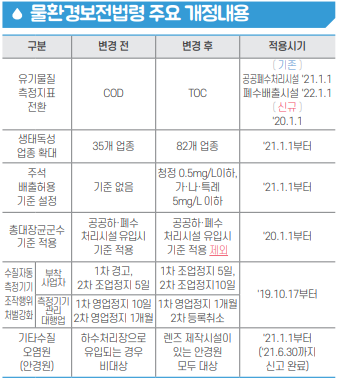 물환경보전법령 주요 개정내용
구분 변경 전 변경 후 적용시기
유기물질
측정지표
전환
COD
TOC
( 기존 )
공공폐수처리시설 '21.1.1
폐수배출시설 '22.1.1
( 신규 )
'20.1.1
생태독성
업종 확대
35개 업종
82개 업종
'21.1.1부터
주석
배출허용
기준 설정
기준 없음
청정 0.5mg/L이하,
가·나·특례
5mg/L 이하
'21.1.1부터
총대장균군수
기준 적용
공공하·폐수
처리시설 유입시
기준 적용
공공하·폐수
처리시설 유입시
기준 적용 제외
'20.1.1부터
수질자동
측정기기
조작행위
처벌강화
부착
사업자
1차 경고,
2차 조업정지 5일
1차 조업정지 5일,
2차 조업정지10일
측정기기
관리
대행업
1차 영업정지 10일
2차 영업정지 1개월
1차 영업정지 1개월
2차 등록취소
'19.10.17부터
기타수질
오염원
(안경원)
하수처리장으로
유입되는 경우
비대상
렌즈 제작시설이
있는 안경원
모두 대상
'21.1.1부터
('21.6.30까지
신고 완료)